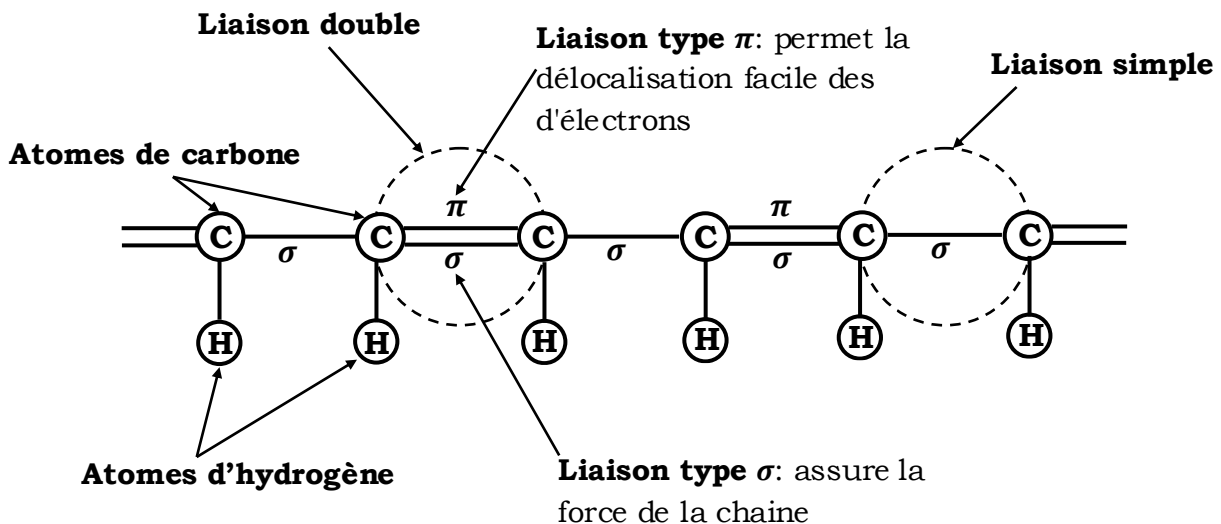 Liaison double
Liaison type π: permet la
délocalisation facile des
d'électrons
Liaison simple
Atomes de carbone
π π
C C C C C C
σ σ σ σ σ
H H H H H H
Atomes d’hydrogène
Liaison type σ: assure la
force de la chaine